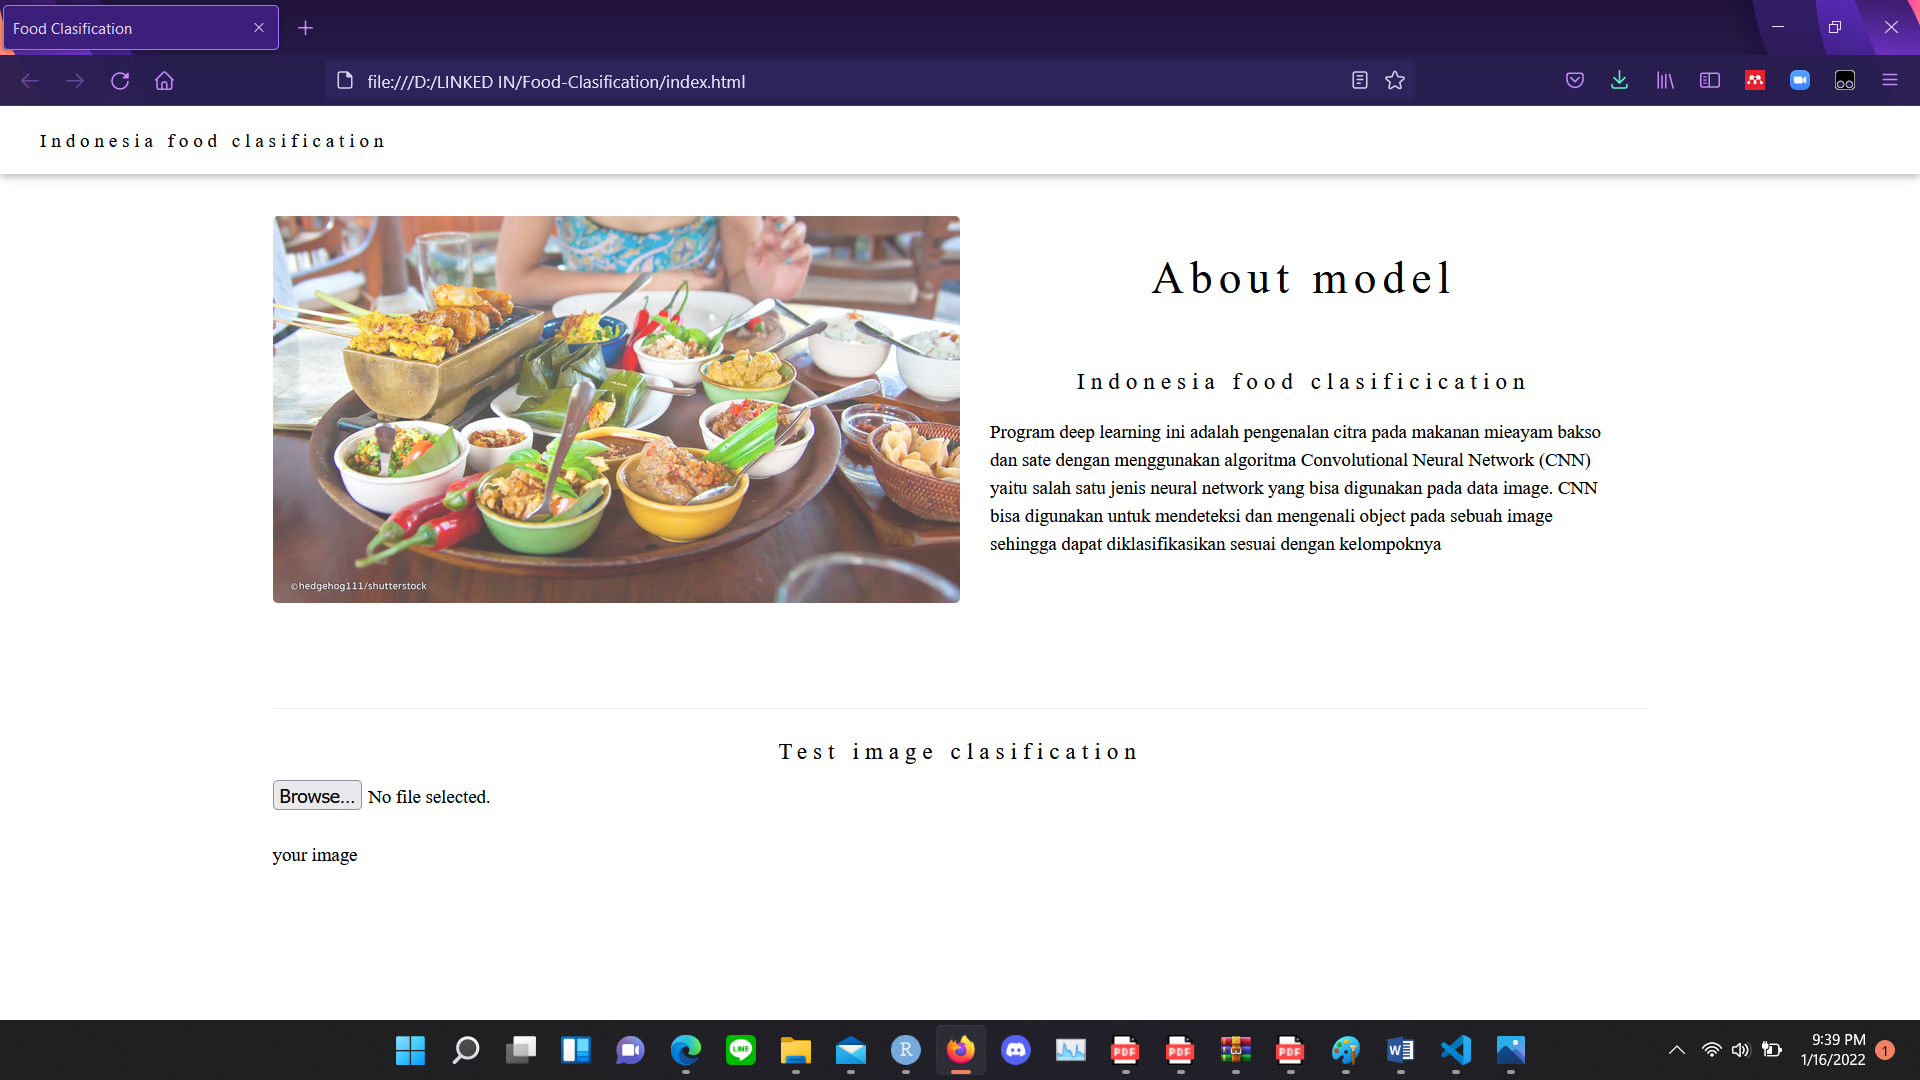 Food Clasification
file:///D:/LINKED IN/Food-Clasification/index.html
Indonesia food clasification
About model
Indonesia food clasificication
Program deep learning ini adalah pengenalan citra pada makanan mieayam bakso
dan sate dengan menggunakan algoritma Convolutional Neural Network (CNN)
yaitu salah satu jenis neural network yang bisa digunakan pada data image. CNN
bisa digunakan untuk mendeteksi dan mengenali object pada sebuah image
sehingga dapat diklasifikasikan sesuai dengan kelompoknya
©hedgehog111/shutterstock
Test image clasification
Browse... No file selected.
your image
LINE
R
PDF
PDF
PDF
W
9:39 PM
1/16/2022
1